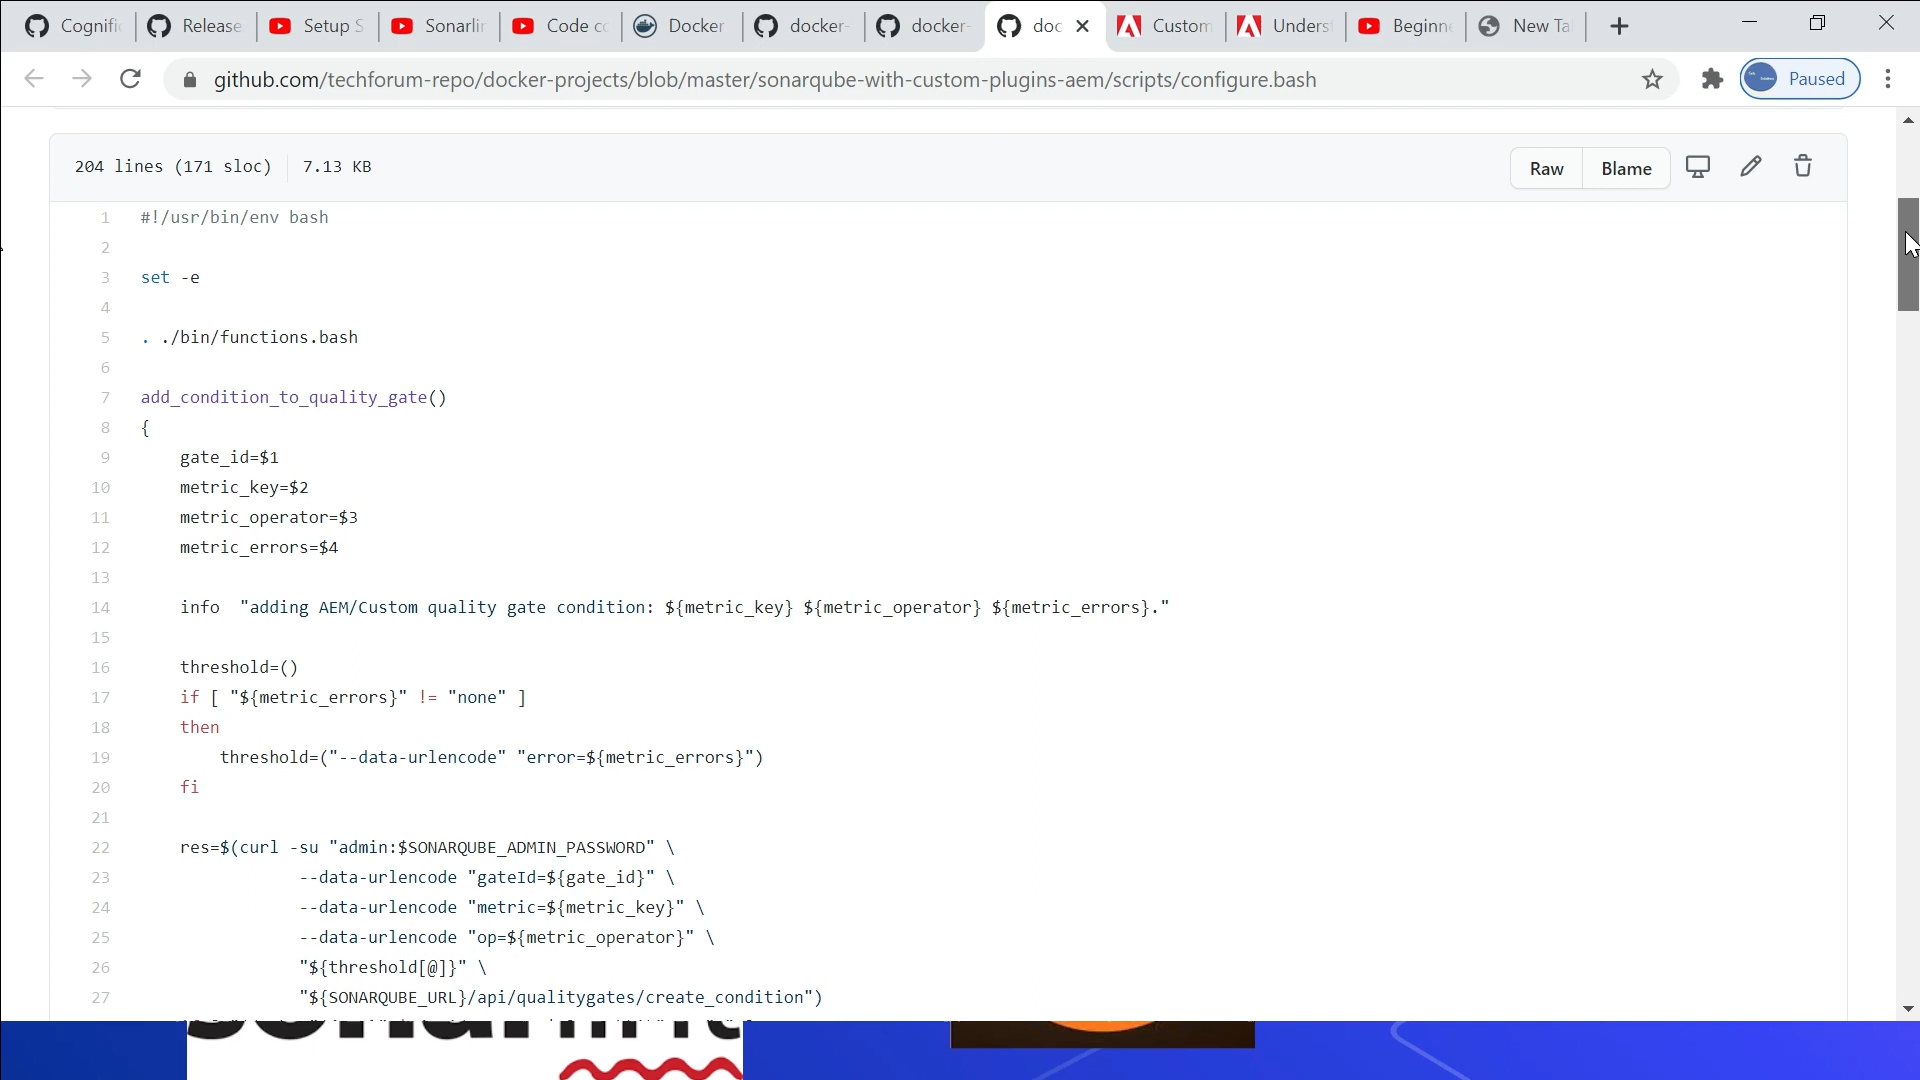 Cognific
Release
Setup S
Sonarlin
Code co
Docker
docker-
docker-
doc
Custom
Underst
Beginne
New Ta
github.com/techforum-repo/docker-projects/blob/master/sonarqube-with-custom-plugins-aem/scripts/configure.bash
Paused
204 lines (171 sloc) 7.13 KB
Raw
Blame
1 #!/usr/bin/env bash
2
3 set -e
4
5 . ./bin/functions.bash
6
7 add_condition_to_quality_gate()
8 {
9 gate_id=$1
10 metric_key=$2
11 metric_operator=$3
12 metric_errors=$4
13
14 info "adding AEM/Custom quality gate condition: ${metric_key} ${metric_operator} ${metric_errors}."
15
16 threshold=()
17 if [ "${metric_errors}" != "none" ]
18 then
19 threshold=("--data-urlencode" "error=${metric_errors}")
20 fi
21
22 res=$(curl -su "admin:$SONARQUBE_ADMIN_PASSWORD" \
23 --data-urlencode "gateId=${gate_id}" \
24 --data-urlencode "metric=${metric_key}" \
25 --data-urlencode "op=${metric_operator}" \
26 "${threshold[@]}" \
27 "${SONARQUBE_URL}/api/qualitygates/create_condition")